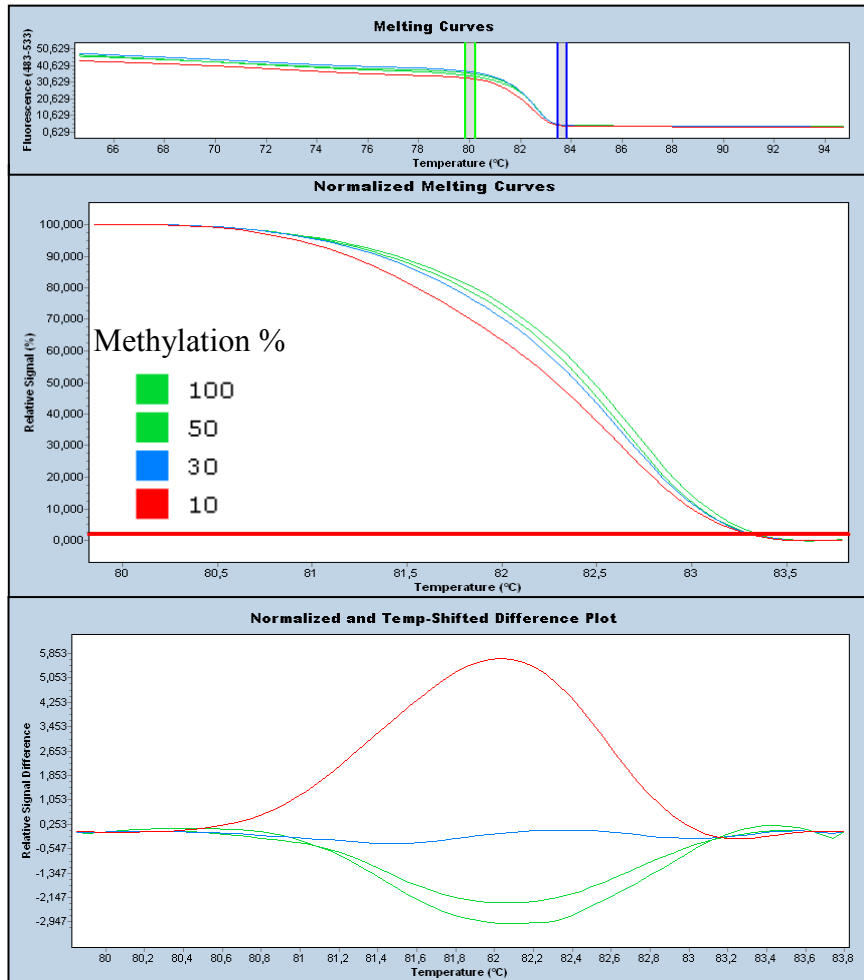 Melting Curves
Fluorescence (483-533)
50,629
40,629
30,629
20,629
10,629
0,629
66 68 70 72 74 76 78 80 82 84 86 88 90 92 94
Temperature (°C)
Normalized Melting Curves
Relative Signal (%)
100,000
90,000
80,000
70,000
60,000
50,000
40,000
30,000
20,000
10,000
0,000
Methylation %
100
50
30
10
80 80,5 81 81,5 82 82,5 83 83,5
Temperature (°C)
Normalized and Temp-Shifted Difference Plot
Relative Signal Difference
5,853
5,053
4,253
3,453
2,653
1,853
1,053
0,253
-0,547
-1,347
-2,147
-2,947
80 80,2 80,4 80,6 80,8 81 81,2 81,4 81,6 81,8 82 82,2 82,4 82,6 82,8 83 83,2 83,4 83,6 83,8
Temperature (°C)